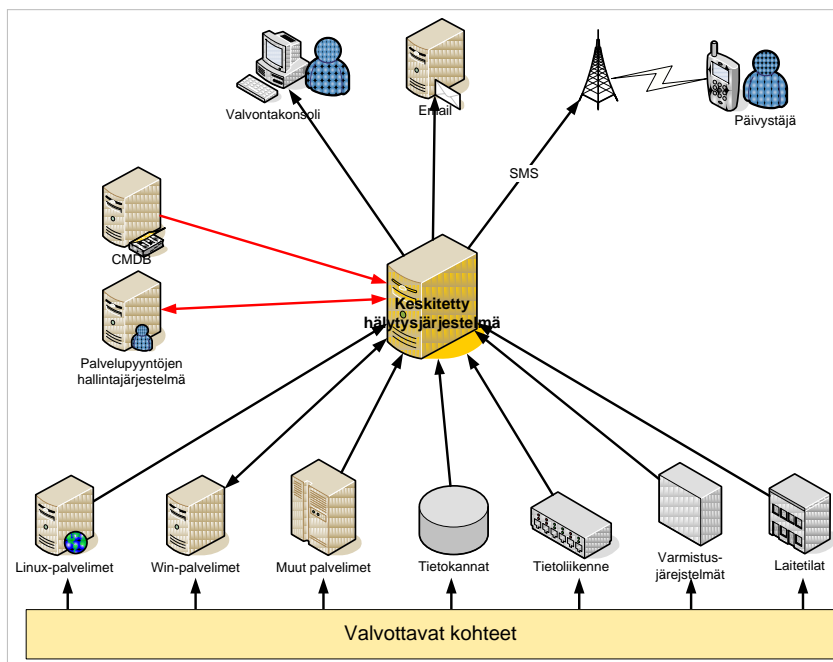 Valvontakonsoli
Email
Päivystäjä
SMS
CMDB
Keskitetty
hälytysjärjestelmä
Palvelupyyntöjen
hallintajärjestelmä
Linux-palvelimet
Win-palvelimet
Muut palvelimet
Tietokannat
Tietoliikenne
Varmistus-
järejstelmät
Laitetilat
Valvottavat kohteet